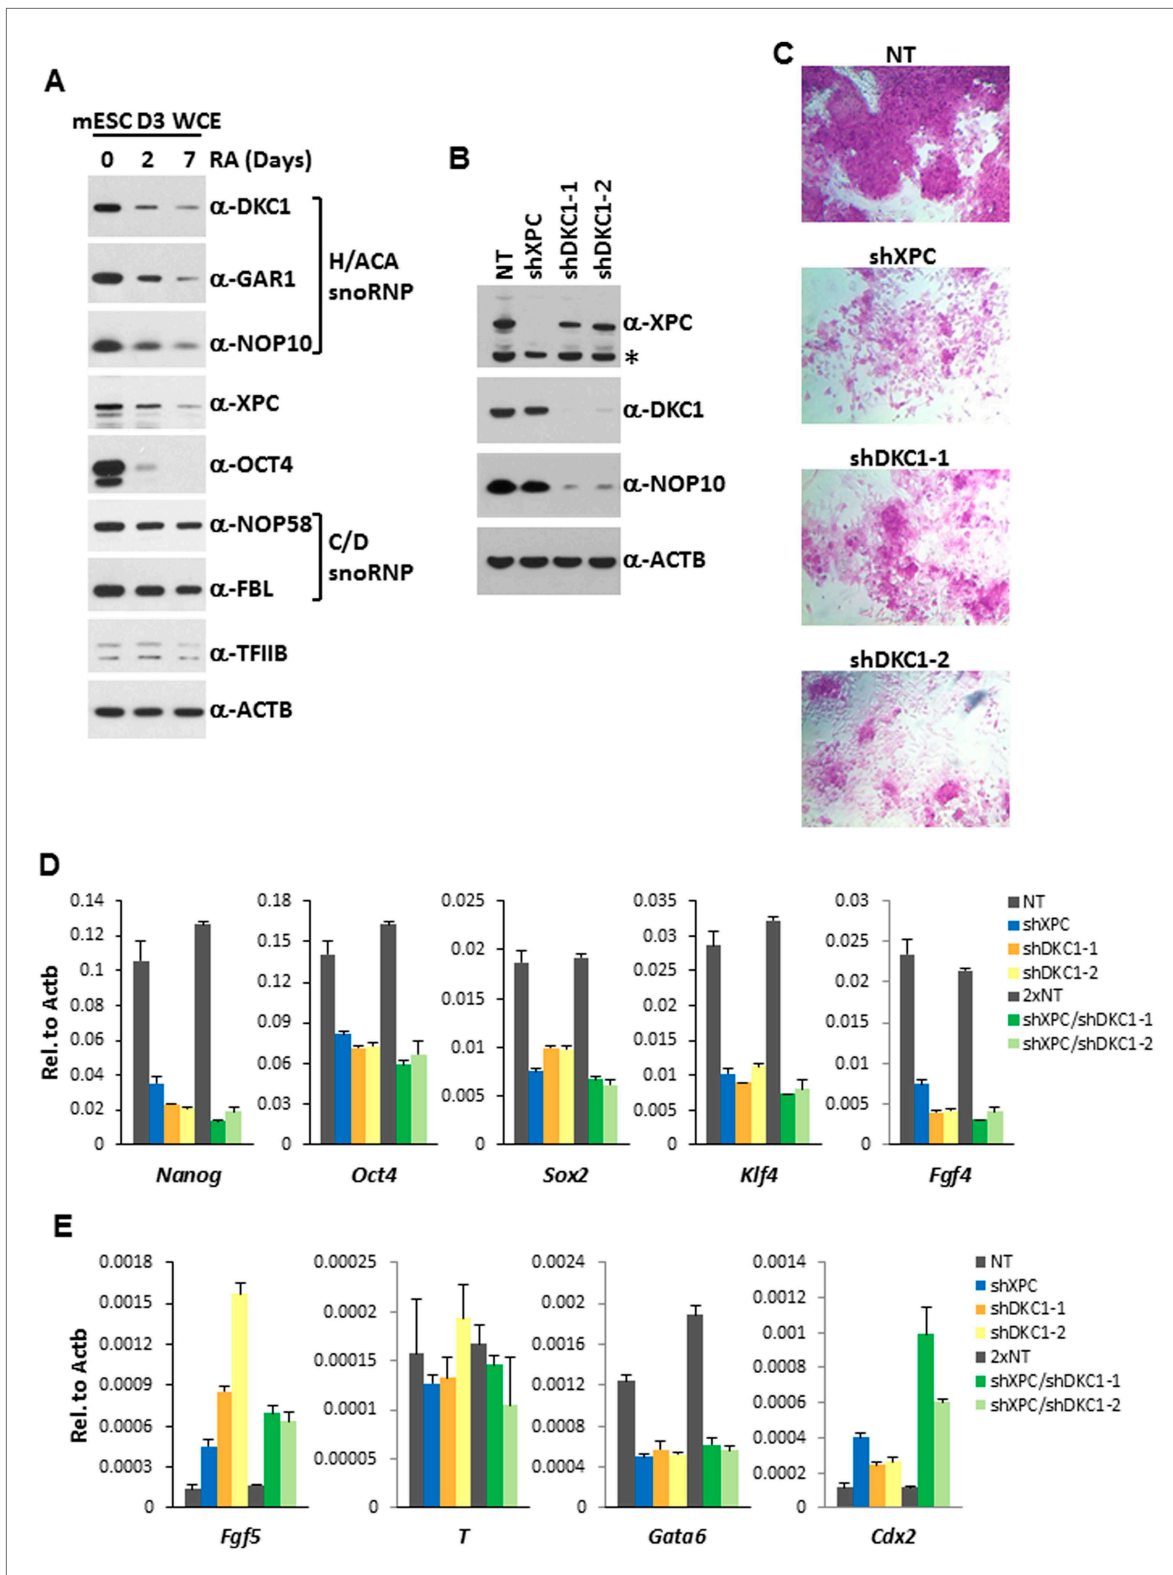 A
mESC D3 WCE
0 2 7 RA (Days)
α-DKC1
α-GAR1
α-NOP10
H/ACA
snoRNP
α-XPC
α-OCT4
α-NOP58
α-FBL
C/D
snoRNP
α-TFIIB
α-ACTB
B
NT shXPC shDKC1-1 shDKC1-2
α-XPC
*
α-DKC1
α-NOP10
α-ACTB
C
NT
shXPC
shDKC1-1
shDKC1-2
D
Rel. to Actb
0.14
0.12
0.1
0.08
0.06
0.04
0.02
0
Nanog
0.18
0.15
0.12
0.09
0.06
0.03
0
Oct4
0.025
0.02
0.015
0.01
0.005
0
Sox2
0.035
0.03
0.025
0.02
0.015
0.01
0.005
0
Klf4
0.03
0.025
0.02
0.015
0.01
0.005
0
Fgf4
NT
shXPC
shDKC1-1
shDKC1-2
2xNT
shXPC/shDKC1-1
shXPC/shDKC1-2
E
Rel. to Actb
0.0018
0.0015
0.0012
0.0009
0.0006
0.0003
0
Fgf5
0.00025
0.0002
0.00015
0.0001
0.00005
0
T
0.0024
0.002
0.0016
0.0012
0.0008
0.0004
0
Gata6
0.0014
0.0012
0.001
0.0008
0.0006
0.0004
0.0002
0
Cdx2
NT
shXPC
shDKC1-1
shDKC1-2
2xNT
shXPC/shDKC1-1
shXPC/shDKC1-2